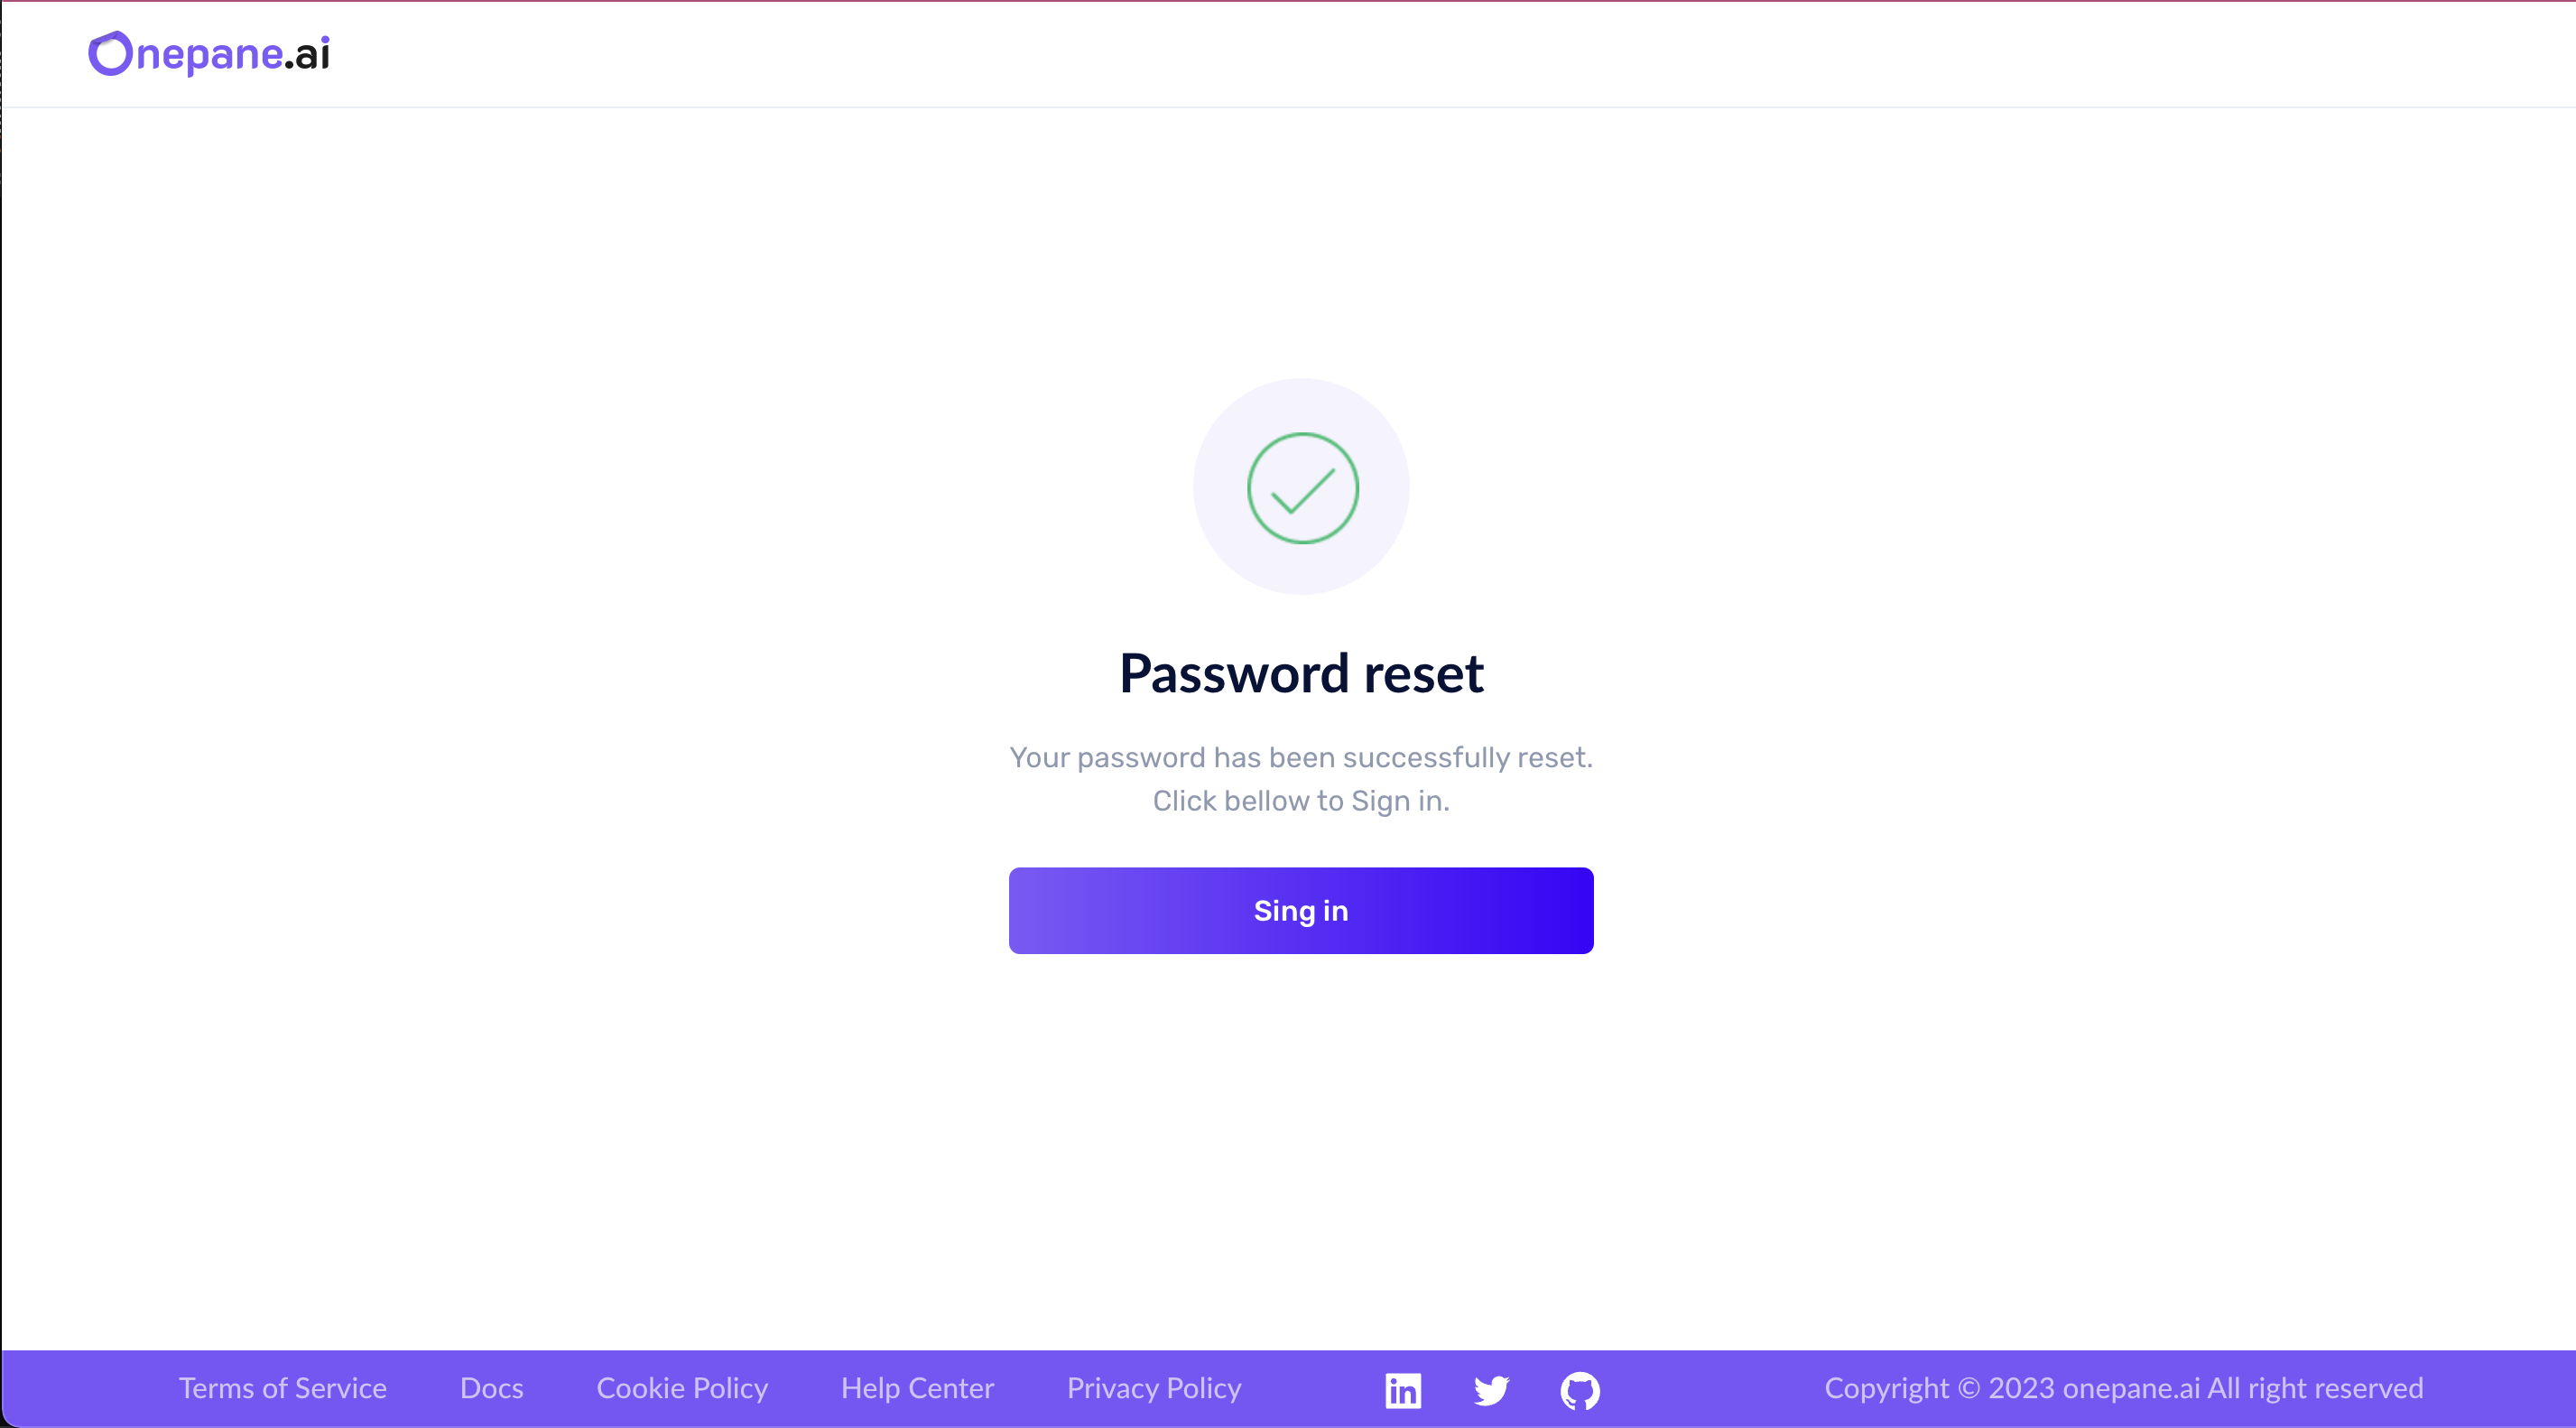 Onepane.ai
Password reset
Your password has been successfully reset.
Click bellow to Sign in.
Sing in
Terms of Service
Docs
Cookie Policy
Help Center
Privacy Policy
in
Copyright © 2023 onepane.ai All right reserved